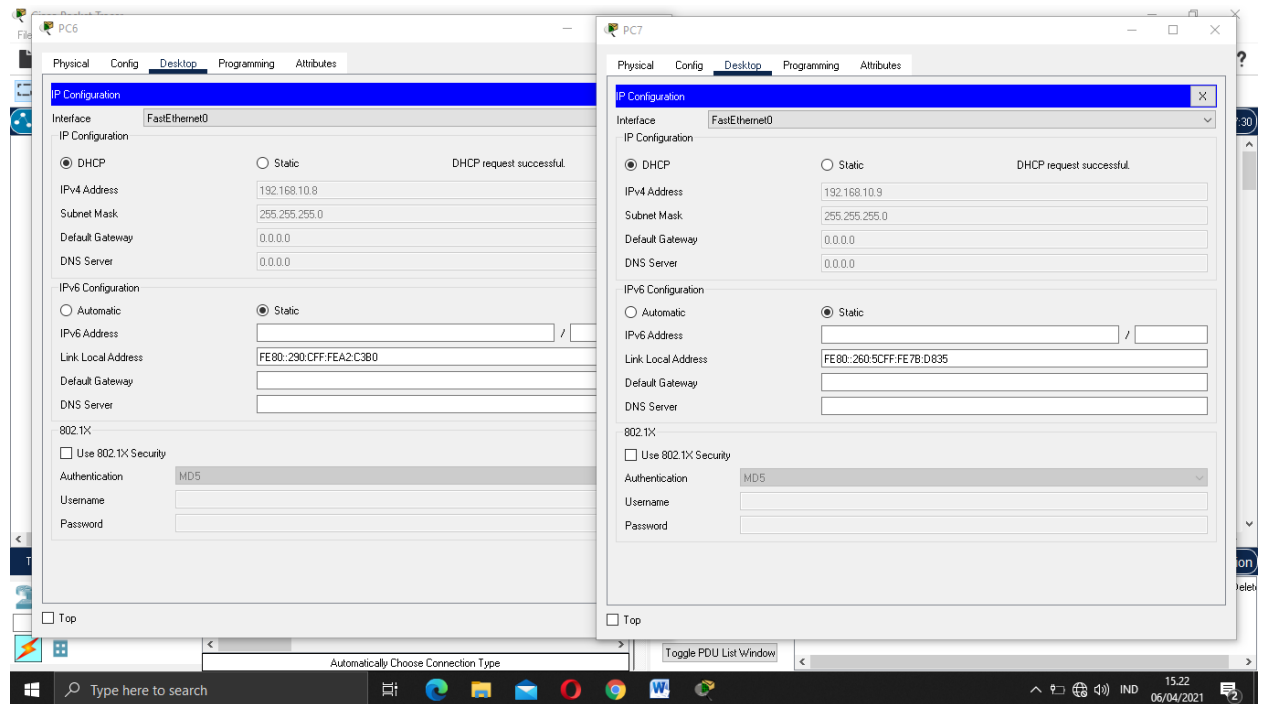 Cisco Packet Tracer
File
PC6
Physical Config Desktop Programming Attributes
IP Configuration
Interface FastEthernet0
IP Configuration
DHCP Static DHCP request successful.
IPv4 Address 192.168.10.8
Subnet Mask 255.255.255.0
Default Gateway 0.0.0.0
DNS Server 0.0.0.0
IPv6 Configuration
Automatic Static
IPv6 Address /
Link Local Address FE80::290:CFF:FEA2:C3B0
Default Gateway
DNS Server
802.1X
Use 802.1X Security
Authentication MD5
Username
Password
Top
PC7
Physical Config Desktop Programming Attributes
IP Configuration X
Interface FastEthernet0
IP Configuration
DHCP Static DHCP request successful.
IPv4 Address 192.168.10.9
Subnet Mask 255.255.255.0
Default Gateway 0.0.0.0
DNS Server 0.0.0.0
IPv6 Configuration
Automatic Static
IPv6 Address /
Link Local Address FE80::260:5CFF:FE7B:D835
Default Gateway
DNS Server
802.1X
Use 802.1X Security
Authentication MD5
Username
Password
Top
?
:30
ion
Delete
Automatically Choose Connection Type
Toggle PDU List Window
Type here to search
IND
15.22
06/04/2021
2